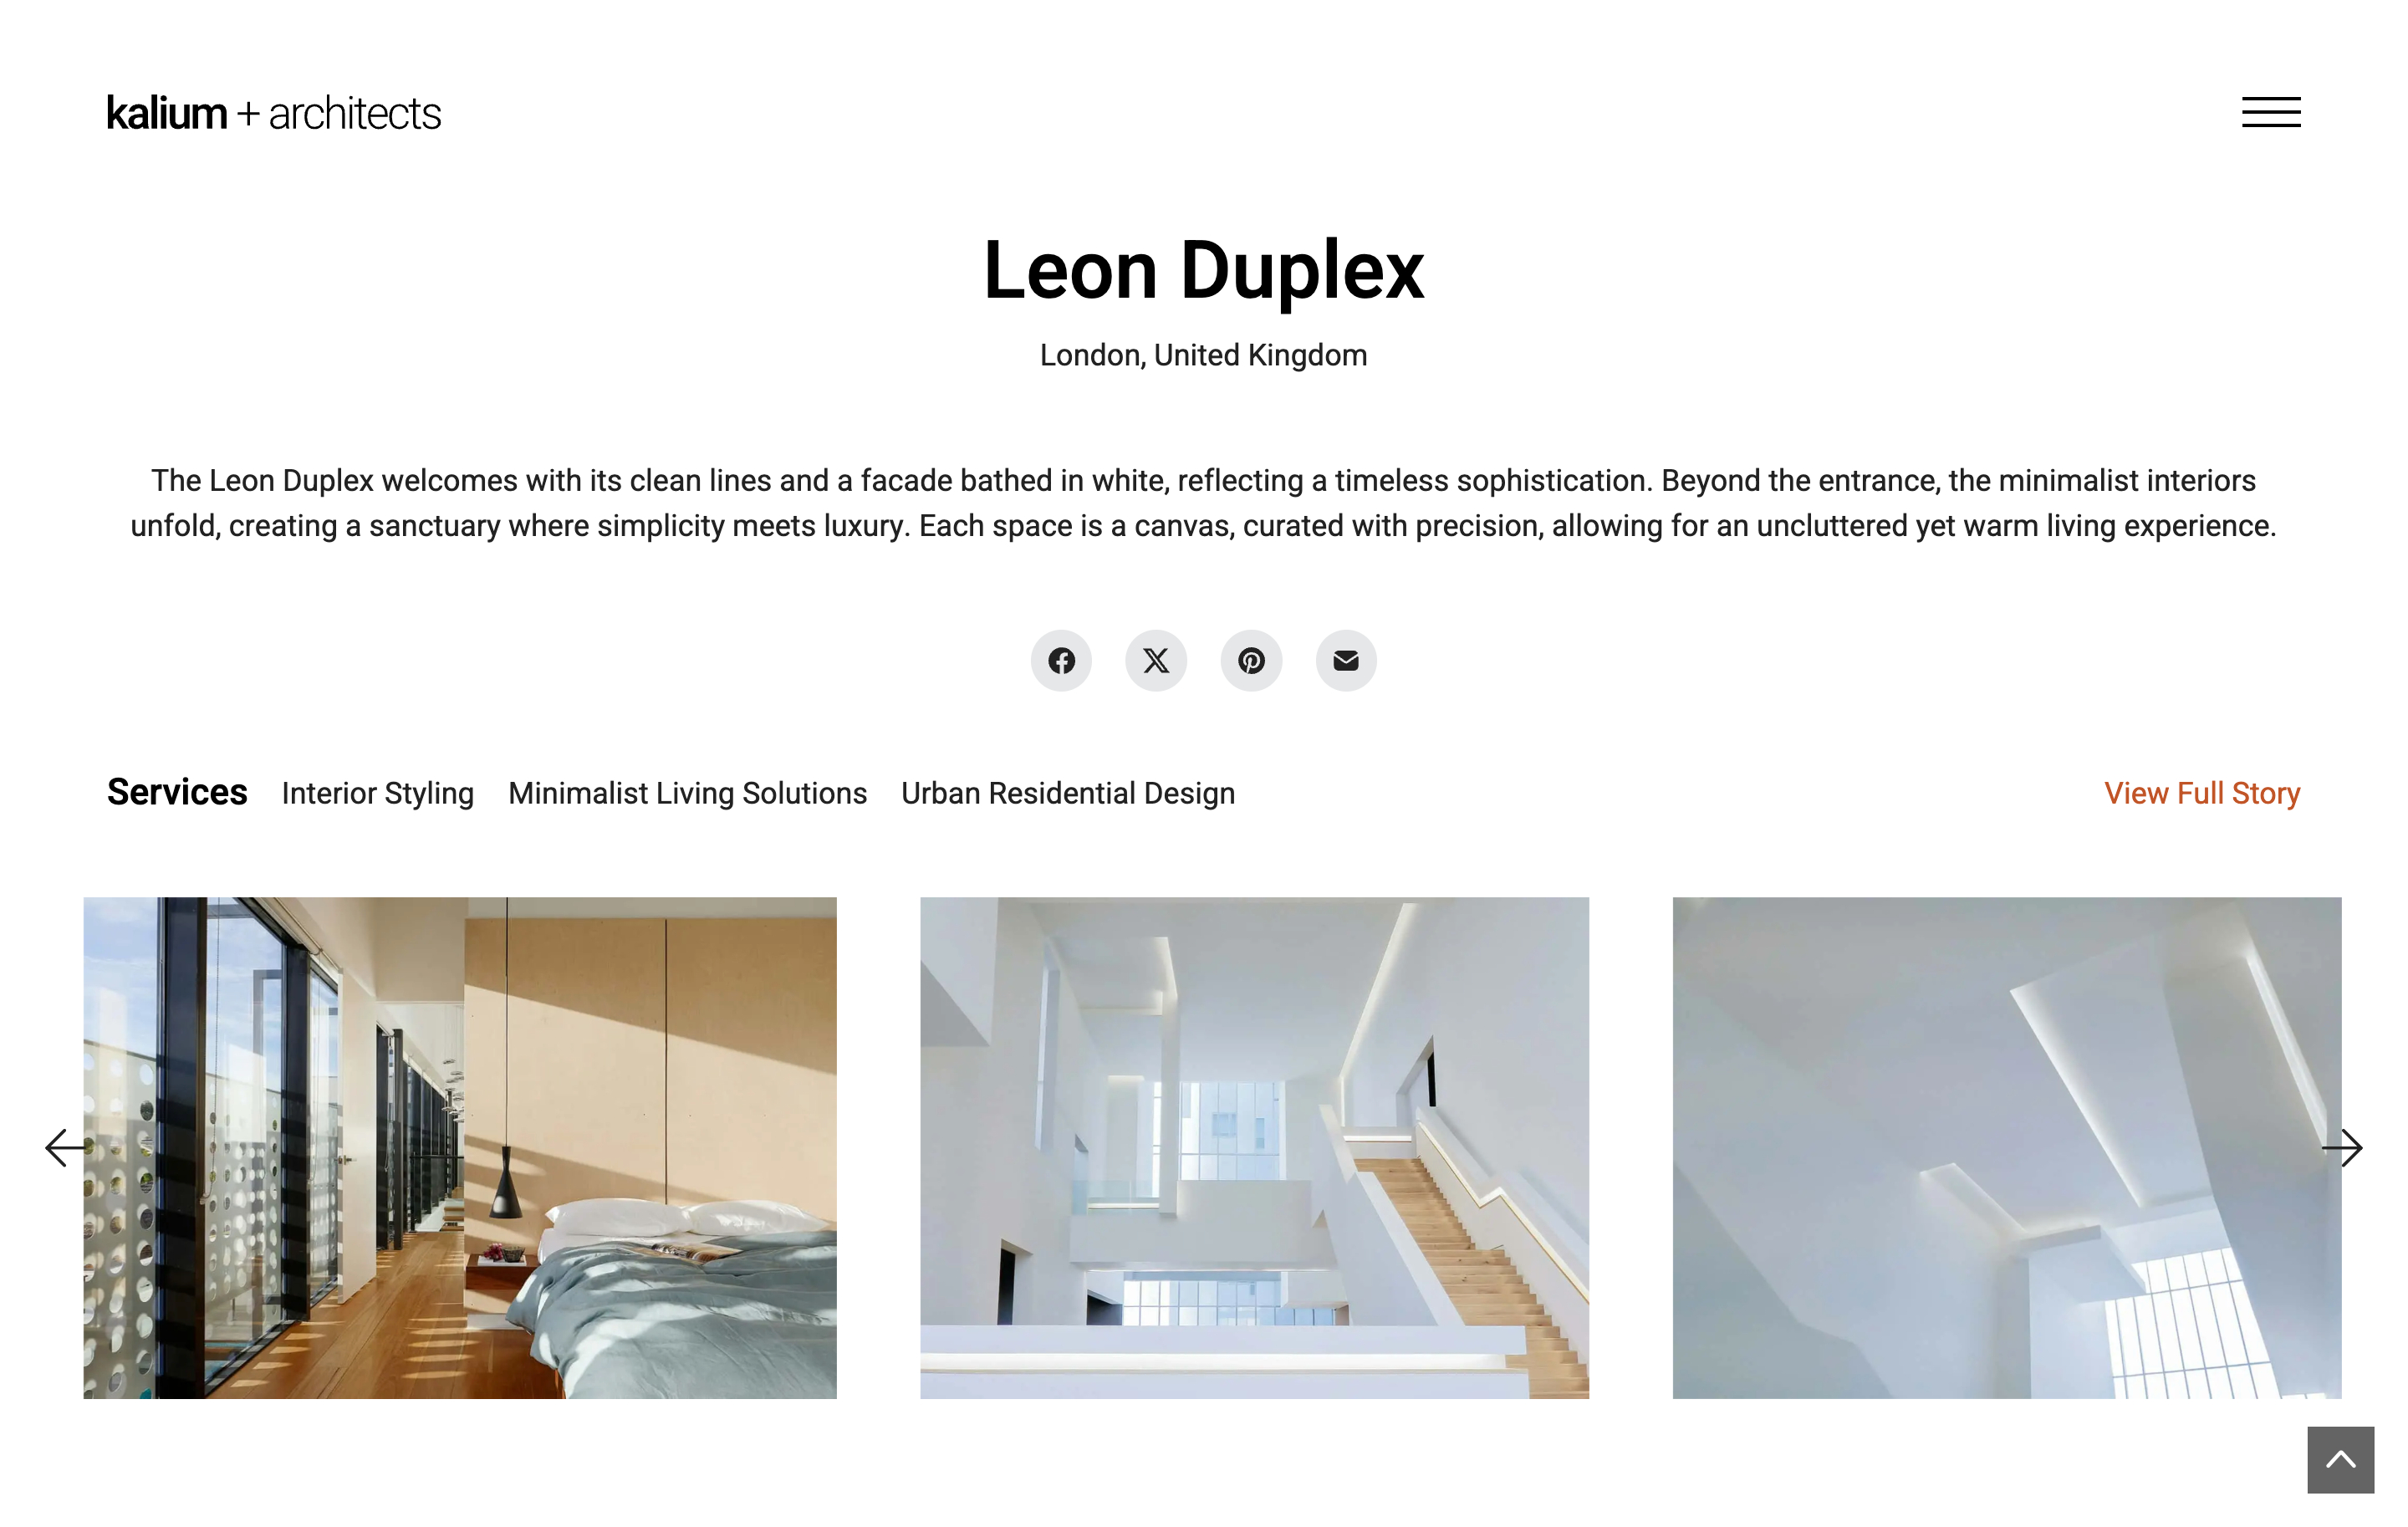 kalium + architects
Leon Duplex
London, United Kingdom
The Leon Duplex welcomes with its clean lines and a facade bathed in white, reflecting a timeless sophistication. Beyond the entrance, the minimalist interiors
unfold, creating a sanctuary where simplicity meets luxury. Each space is a canvas, curated with precision, allowing for an uncluttered yet warm living experience.
Services Interior Styling Minimalist Living Solutions Urban Residential Design View Full Story